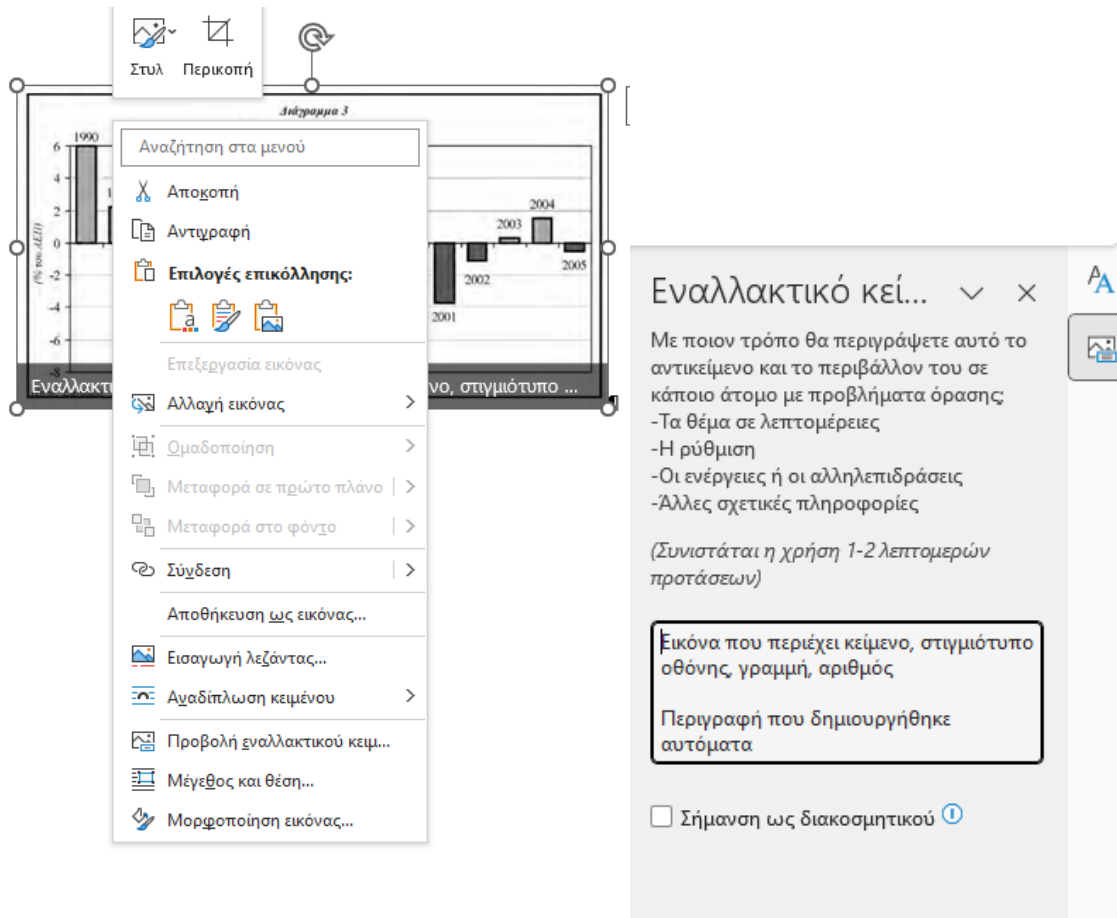 Στυλ Περικοπή
Διάγραμμα 3
1990
6
4
2
0
-2
-4
-6
-8
(% του ΑΕΠ)
2001
2002
2003
2004
2005
Αναζήτηση στα μενού
Αποκοπή
Αντιγραφή
Επιλογές επικόλλησης:
Επεξεργασία εικόνας
Αλλαγή εικόνας
Ομαδοποίηση
Μεταφορά σε πρώτο πλάνο
Μεταφορά στο φόντο
Σύνδεση
Αποθήκευση ως εικόνας...
Εισαγωγή λεζάντας...
Αναδίπλωση κειμένου
Προβολή εναλλακτικού κειμ...
Μέγεθος και θέση...
Μορφοποίηση εικόνας...
στιγμιότυπο ...
Εναλλακτικό κεί...
Με ποιον τρόπο θα περιγράψετε αυτό το
αντικείμενο και το περιβάλλον του σε
κάποιο άτομο με προβλήματα όρασης;
-Τα θέμα σε λεπτομέρειες
-Η ρύθμιση
-Οι ενέργειες ή οι αλληλεπιδράσεις
-Άλλες σχετικές πληροφορίες
(Συνιστάται η χρήση 1-2 λεπτομερών
προτάσεων)
Εικόνα που περιέχει κείμενο, στιγμιότυπο
οθόνης, γραμμή, αριθμός
Περιγραφή που δημιουργήθηκε
αυτόματα
Σήμανση ως διακοσμητικού